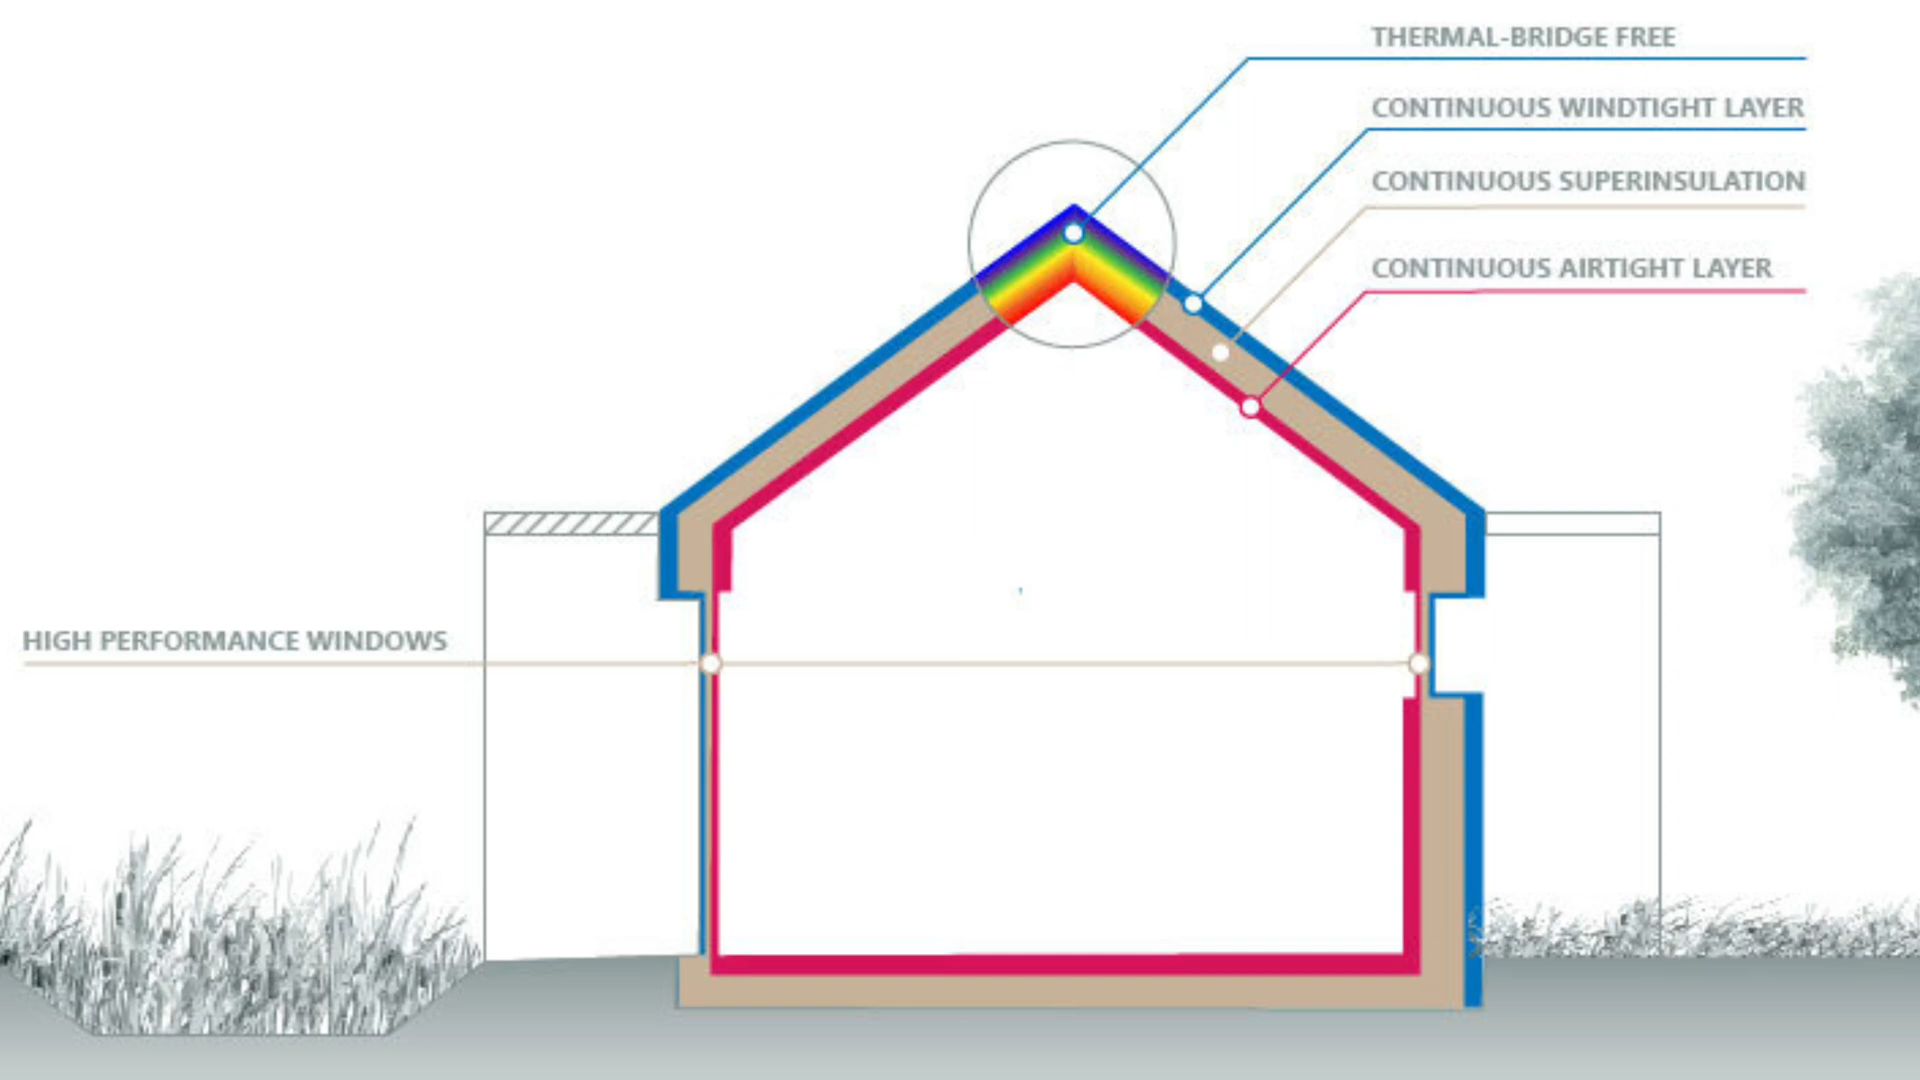 THERMAL-BRIDGE FREE
CONTINUOUS WINDTIGHT LAYER
CONTINUOUS SUPERINSULATION
CONTINUOUS AIRTIGHT LAYER
HIGH PERFORMANCE WINDOWS